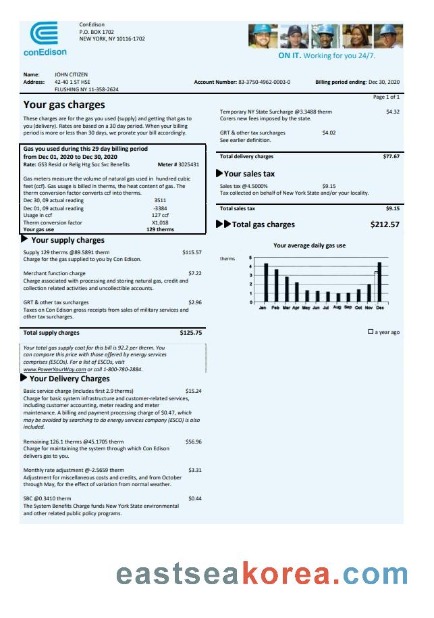 conEdison
ConEdison
P.O. BOX 1702
NEW YORK, NY 10116-1702
ON IT. Working for you 24/7.
Name: JOHN CITIZEN
Address: 42-40 1 ST HSE Account Number: 83-3750-4962-0003-0 Billing period ending: Dec 30, 2020
FLUSHING NY 11-358-2624
Page 1 of 1
Your gas charges
These charges are for the gas you used (supply) and getting that gas to
you (delivery). Rates are based on a 30 day period. When your billing
period is more or less than 30 days, we prorate your bill accordingly.
Gas you used during this 29 day billing period
from Dec 01, 2020 to Dec 30, 2020
Rate: GS3 Resid or Relig Htg Soc Svc Benefits Meter # 3025431
Gas meters measure the volume of natural gas used in hundred cubic
feet (ccf). Gas usage is billed in therms, the heat content of gas. The
therm conversion factor converts ccf into therms.
Dec 30, 09 actual reading 3511
Dec 01, 09 actual reading -3384
Usage in ccf 127 ccf
Therm conversion factor X1.018
Your gas use 129 therms
Your supply charges
Supply 129 therms @89.5891 therm $115.57
Charge for the gas supplied to you by Con Edison.
Merchant function charge $7.22
Charge associated with processing and storing natural gas, credit and
collection related activities and uncollectible accounts.
GRT & other tax surcharges $2.96
Taxes on Con Edison gross receipts from sales of military services and
other tax surcharges.
Total supply charges $125.75
Your total gas supply cost for this bill is 92.2 per therm. You
can compare this price with those offered by energy services
comprises (ESCOs). For a list of ESCOs, visit
www.PowerYourWay.com or call 1-800-780-2884.
Your Delivery Charges
Basic service charge (includes first 2.9 therms) $15.24
Charge for basic system infrastructure and customer-related services,
including customer accounting, meter reading and meter
maintenance. A billing and payment processing charge of $0.47, which
may be avoided by searching to do energy services company (ESCO) is also
included.
Remaining 126.1 therms @45.1705 therm $56.96
Charge for maintaining the system through which Con Edison
delivers gas to you.
Monthly rate adjustment @-2.5659 therm $3.31
Adjustment for miscellaneous costs and credits, and from October
through May, for the effect of variation from normal weather.
SBC @0.3410 therm $0.44
The System Benefits Charge funds New York State environmental
and other related public policy programs.
Temporary NY State Surcharge @3.3488 therm $4.32
Corers new fees imposed by the state
GRT & other tax surcharges $4.02
See earlier definition.
Total delivery charges $77.67
Your sales tax
Sales tax @4.5000% $9.15
Tax collected on behalf of New York State and/or your locality.
Total sales tax $9.15
Total gas charges $212.57
Your average daily gas use
therms
5
4
3
2
1
0
Jan Feb Mar Apr May Jun Jul Aug Sep Oct Nov Dec
a year ago
eastseakorea.com